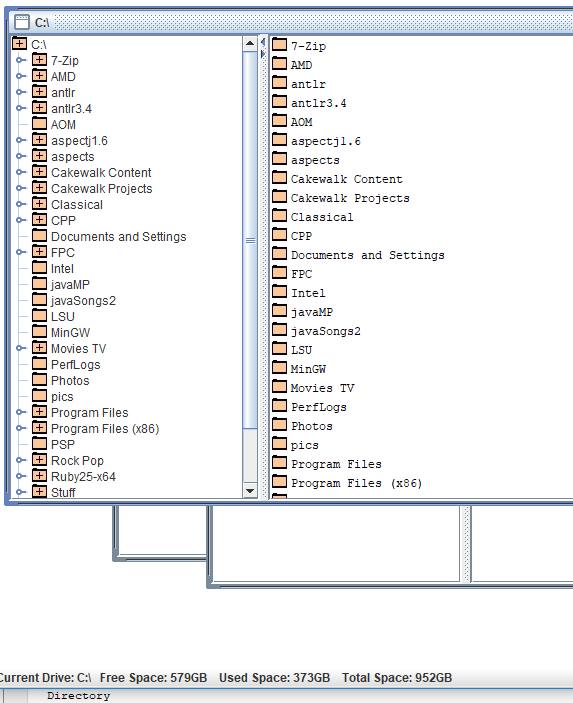 C:\
C:\
7-Zip
AMD
antlr
antlr3.4
AOM
aspectj1.6
aspects
Cakewalk Content
Cakewalk Projects
Classical
CPP
Documents and Settings
FPC
Intel
javaMP
javaSongs2
LSU
MinGW
Movies TV
PerfLogs
Photos
pics
Program Files
Program Files (x86)
PSP
Rock Pop
Ruby25-x64
Stuff
7-Zip
AMD
antlr
antlr3.4
AOM
aspectj1.6
aspects
Cakewalk Content
Cakewalk Projects
Classical
CPP
Documents and Settings
FPC
Intel
javaMP
javaSongs2
LSU
MinGW
Movies TV
PerfLogs
Photos
pics
Program Files
Program Files (x86)
Current Drive: C:\ Free Space: 579GB Used Space: 373GB Total Space: 952GB
Directory